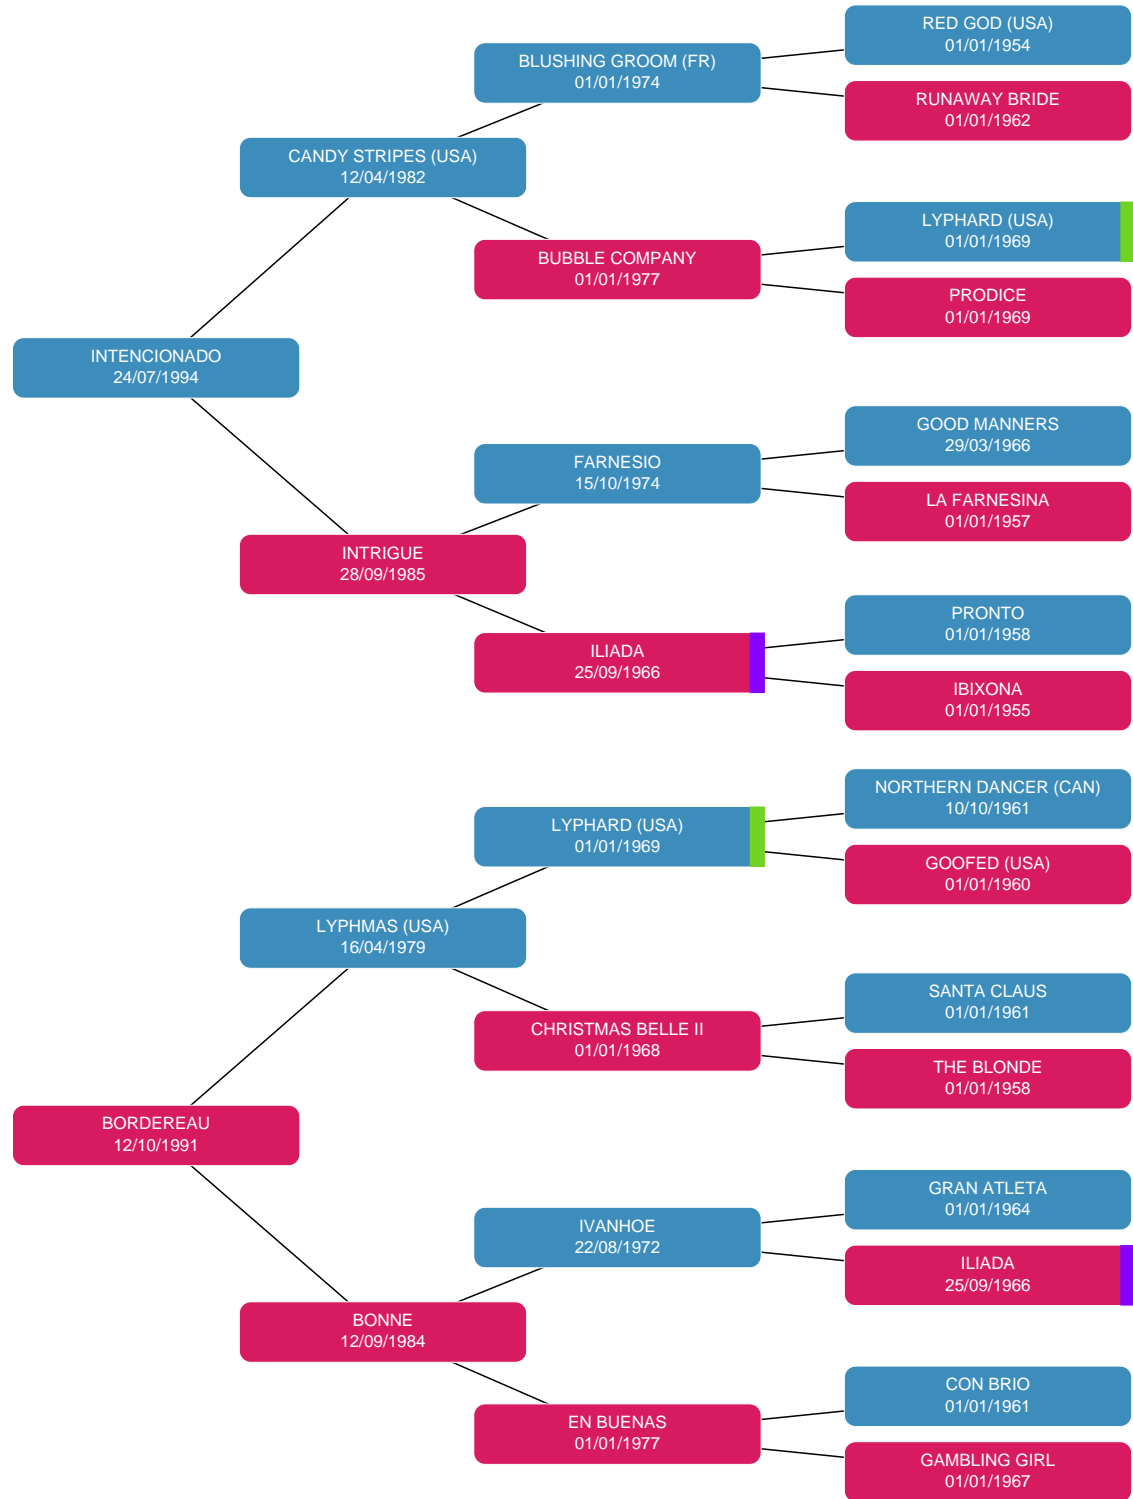 RED GOD (USA)
01/01/1954
BLUSHING GROOM (FR)
01/01/1974
RUNAWAY BRIDE
01/01/1962
CANDY STRIPES (USA)
12/04/1982
LYPHARD (USA)
01/01/1969
BUBBLE COMPANY
01/01/1977
PRODICE
01/01/1969
INTENCIONADO
24/07/1994
GOOD MANNERS
29/03/1966
FARNESIO
15/10/1974
LA FARNESINA
01/01/1957
INTRIGUE
28/09/1985
PRONTO
01/01/1958
ILIADA
25/09/1966
IBIXONA
01/01/1955
NORTHERN DANCER (CAN)
10/10/1961
LYPHARD (USA)
01/01/1969
GOOFED (USA)
01/01/1960
LYPHMAS (USA)
16/04/1979
SANTA CLAUS
01/01/1961
CHRISTMAS BELLE II
01/01/1968
THE BLONDE
01/01/1958
BORDEREAU
12/10/1991
GRAN ATLETA
01/01/1964
IVANHOE
22/08/1972
ILIADA
25/09/1966
BONNE
12/09/1984
CON BRIO
01/01/1961
EN BUENAS
01/01/1977
GAMBLING GIRL
01/01/1967